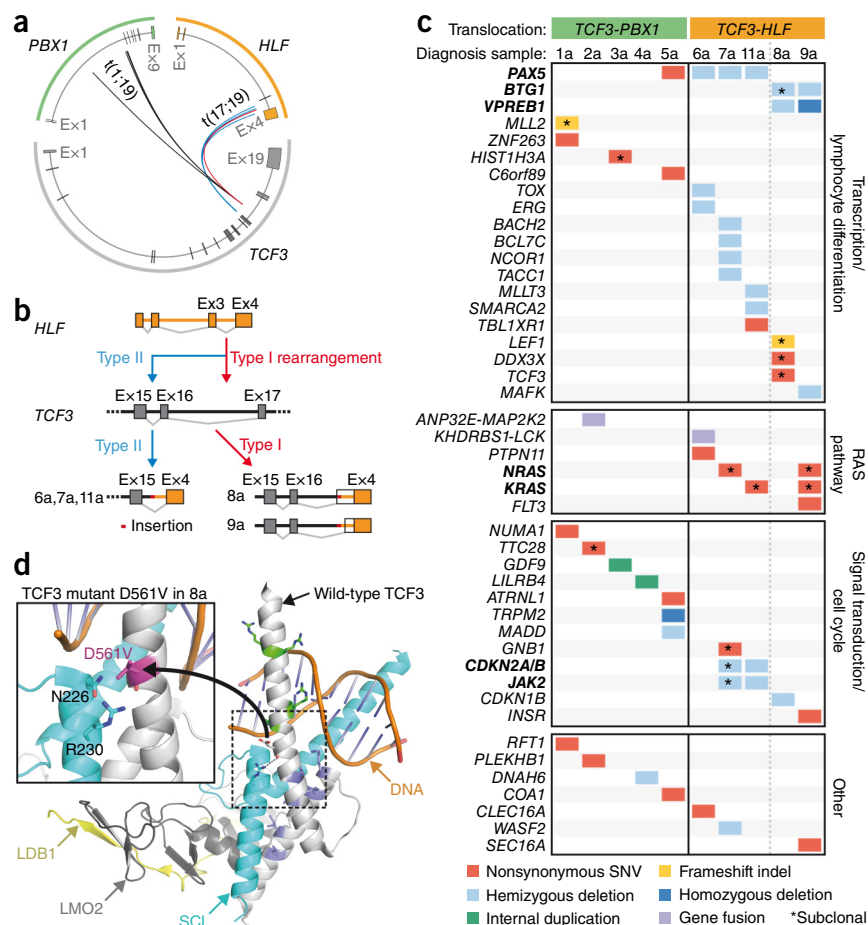 a
PBX1
HLF
Ex9
Ex1
t(1;19)
t(17;19)
Ex1
Ex4
Ex1
Ex19
TCF3
b
HLF
Ex3 Ex4
Type II
Type I rearrangement
Ex15 Ex16 Ex17
TCF3
Type II
Type I
Ex15 Ex4
6a,7a,11a
Insertion
Ex15 Ex16 Ex4
8a
9a
c
Translocation: TCF3-PBX1 TCF3-HLF
Diagnosis sample: 1a 2a 3a 4a 5a 6a 7a 11a 8a 9a
PAX5
BTG1 *
VPREB1
MLL2 *
ZNF263
HIST1H3A *
C6orf89
TOX
ERG
BACH2
BCL7C
NCOR1
TACC1
MLLT3
SMARCA2
TBL1XR1
LEF1 *
DDX3X *
TCF3 *
MAFK
Transcription/
lymphocyte differentiation
ANP32E-MAP2K2
KHDRBS1-LCK
PTPN11
NRAS * *
KRAS * *
FLT3
RAS
pathway
NUMA1
TTC28 *
GDF9
LILRB4
ATRNL1
TRPM2
MADD
GNB1 *
CDKN2A/B *
JAK2 *
CDKN1B
INSR
Signal transduction/
cell cycle
RFT1
PLEKHB1
DNAH6
COA1
CLEC16A
WASF2
SEC16A
Other
Nonsynonymous SNV
Frameshift indel
Hemizygous deletion
Homozygous deletion
Internal duplication
Gene fusion
*Subclonal
d
TCF3 mutant D561V in 8a
Wild-type TCF3
D561V
N226
R230
DNA
LDB1
LMO2
SCL